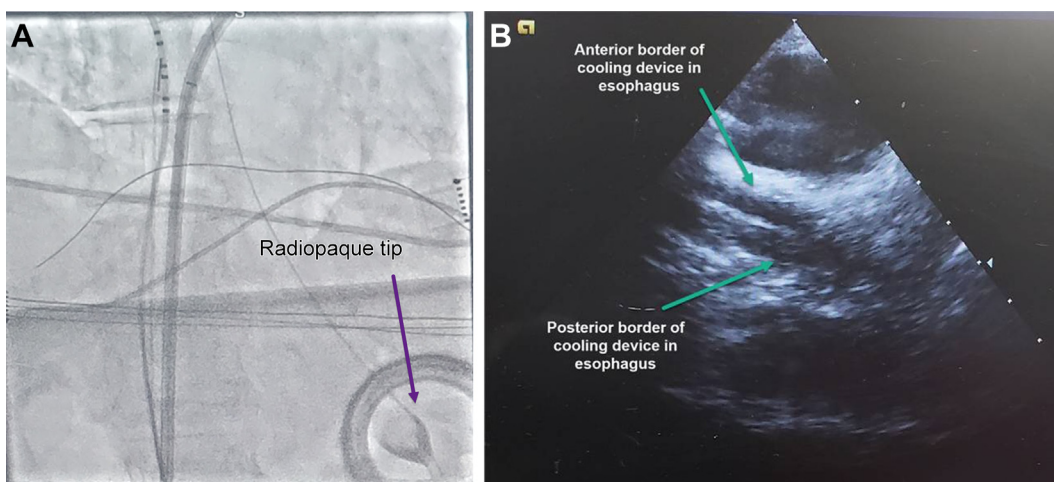 A
Radiopaque tip
B
Anterior border of
cooling device in
esophagus
Posterior border of
cooling device in
esophagus